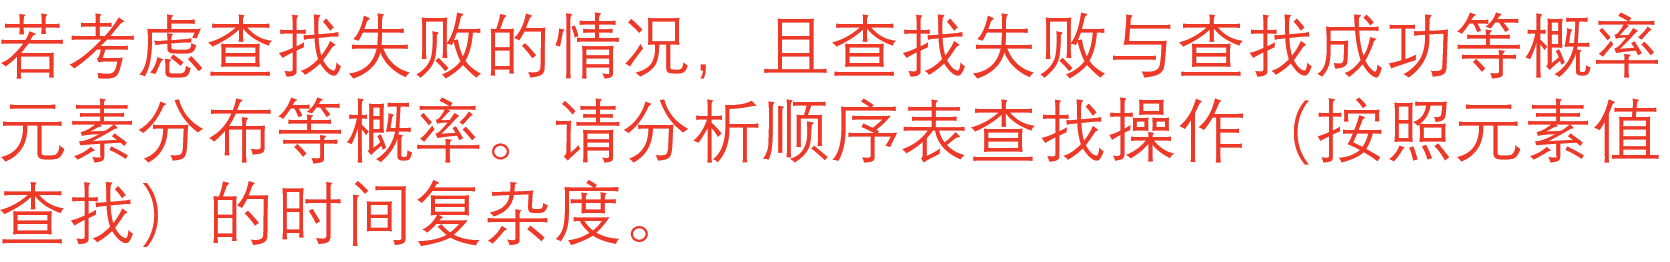 若考虑查找失败的情况，且查找失败与查找成功等概率
元素分布等概率。请分析顺序表查找操作（按照元素值
查找）的时间复杂度。